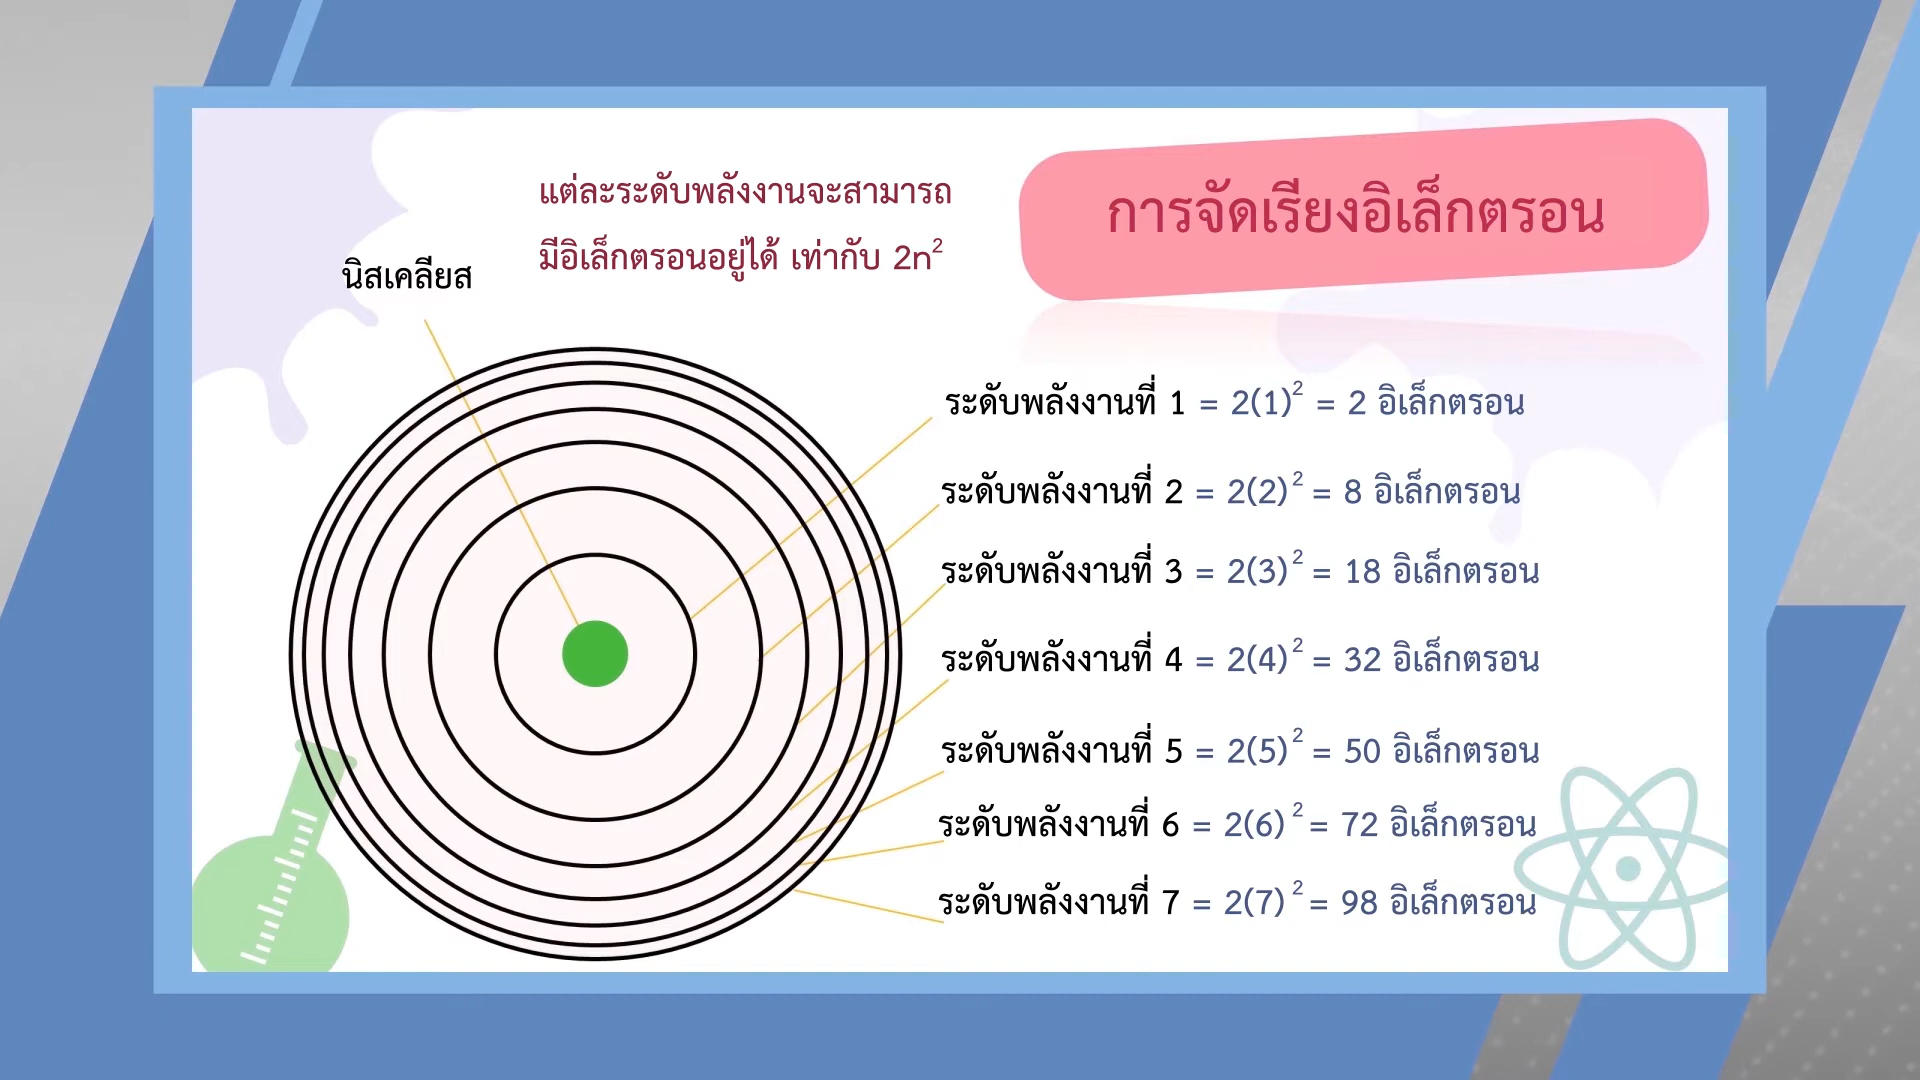 การจัดเรียงอิเล็กตรอน
แต่ละระดับพลังงานจะสามารถ
มีอิเล็กตรอนอยู่ได้ เท่ากับ 2n²
นิสเคลียส
ระดับพลังงานที่ 1 = 2(1)² = 2 อิเล็กตรอน
ระดับพลังงานที่ 2 = 2(2)² = 8 อิเล็กตรอน
ระดับพลังงานที่ 3 = 2(3)² = 18 อิเล็กตรอน
ระดับพลังงานที่ 4 = 2(4)² = 32 อิเล็กตรอน
ระดับพลังงานที่ 5 = 2(5)² = 50 อิเล็กตรอน
ระดับพลังงานที่ 6 = 2(6)² = 72 อิเล็กตรอน
ระดับพลังงานที่ 7 = 2(7)² = 98 อิเล็กตรอน